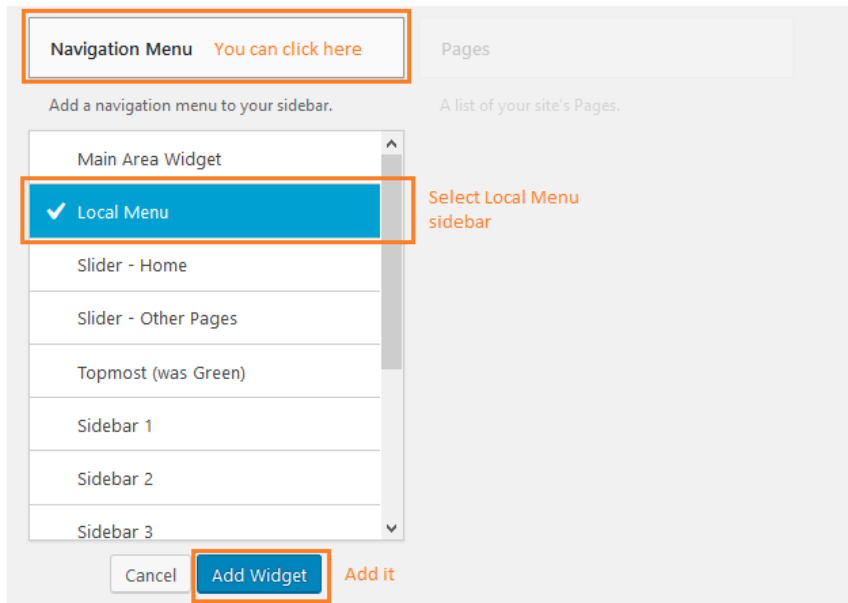 Navigation Menu You can click here
Pages
Add a navigation menu to your sidebar.
A list of your site's Pages.
Main Area Widget
Local Menu
Select Local Menu
sidebar
Slider - Home
Slider - Other Pages
Topmost (was Green)
Sidebar 1
Sidebar 2
Sidebar 3
Cancel Add Widget Add it